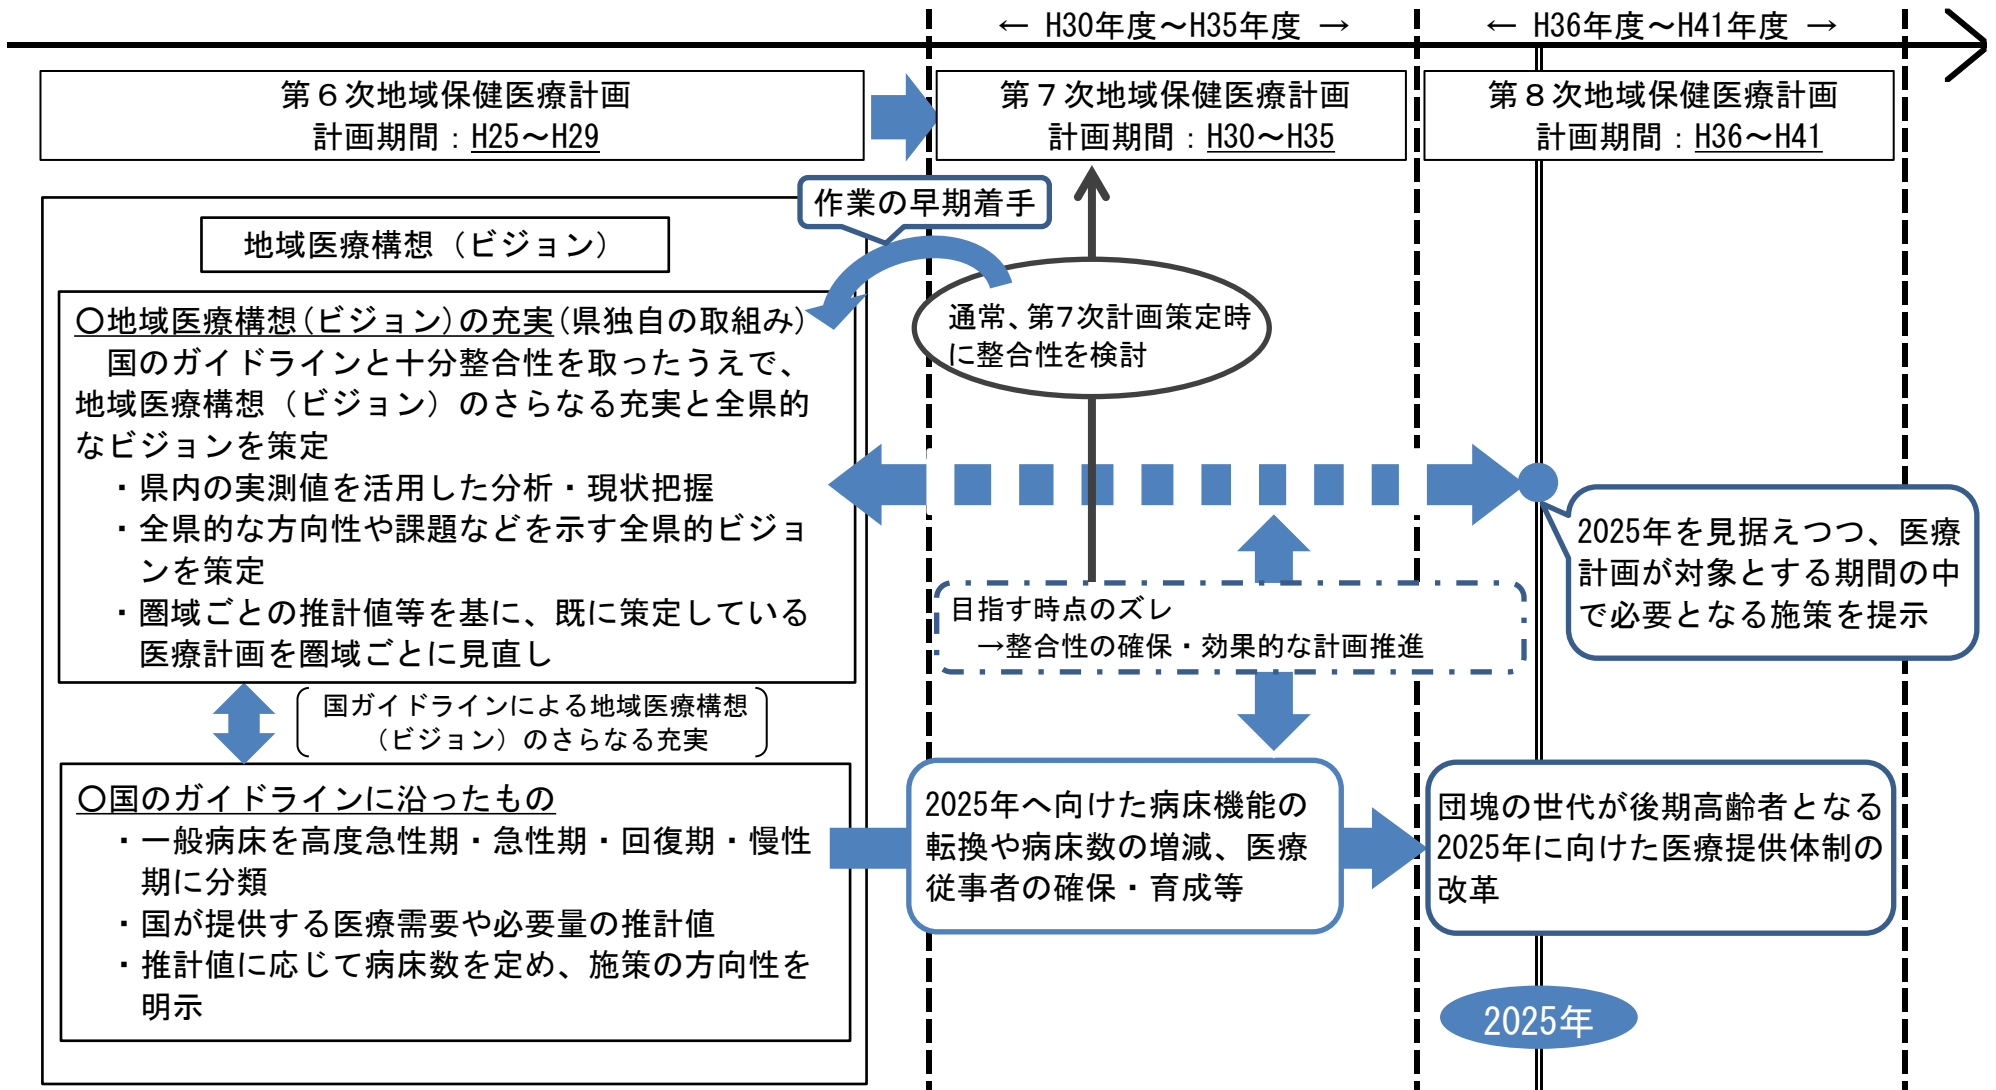 ← H30年度～H35年度 →
← H36年度～H41年度 →
第６次地域保健医療計画
計画期間：H25～H29
第７次地域保健医療計画
計画期間：H30～H35
第８次地域保健医療計画
計画期間：H36～H41
作業の早期着手
地域医療構想（ビジョン）
〇地域医療構想(ビジョン)の充実(県独自の取組み)
国のガイドラインと十分整合性を取ったうえで、
地域医療構想（ビジョン）のさらなる充実と全県的
なビジョンを策定
・県内の実測値を活用した分析・現状把握
・全県的な方向性や課題などを示す全県的ビジョ
ンを策定
・圏域ごとの推計値等を基に、既に策定している
医療計画を圏域ごとに見直し
通常、第7次計画策定時
に整合性を検討
2025年を見据えつつ、医療
計画が対象とする期間の中
で必要となる施策を提示
目指す時点のズレ
→整合性の確保・効果的な計画推進
国ガイドラインによる地域医療構想
（ビジョン）のさらなる充実
〇国のガイドラインに沿ったもの
・一般病床を高度急性期・急性期・回復期・慢性
期に分類
・国が提供する医療需要や必要量の推計値
・推計値に応じて病床数を定め、施策の方向性を
明示
2025年へ向けた病床機能の
転換や病床数の増減、医療
従事者の確保・育成等
団塊の世代が後期高齢者となる
2025年に向けた医療提供体制の
改革
2025年